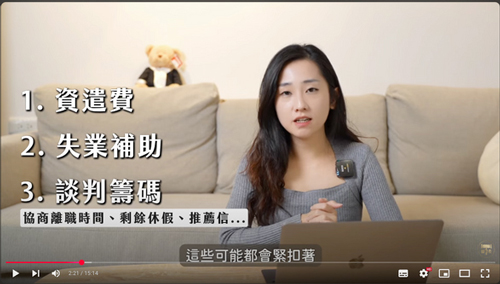 1. 資遣費
2. 失業補助
3. 談判籌碼
協商離職時間、剩餘休假、推薦信...
這些可能都會緊扣著
2:21 / 15:14